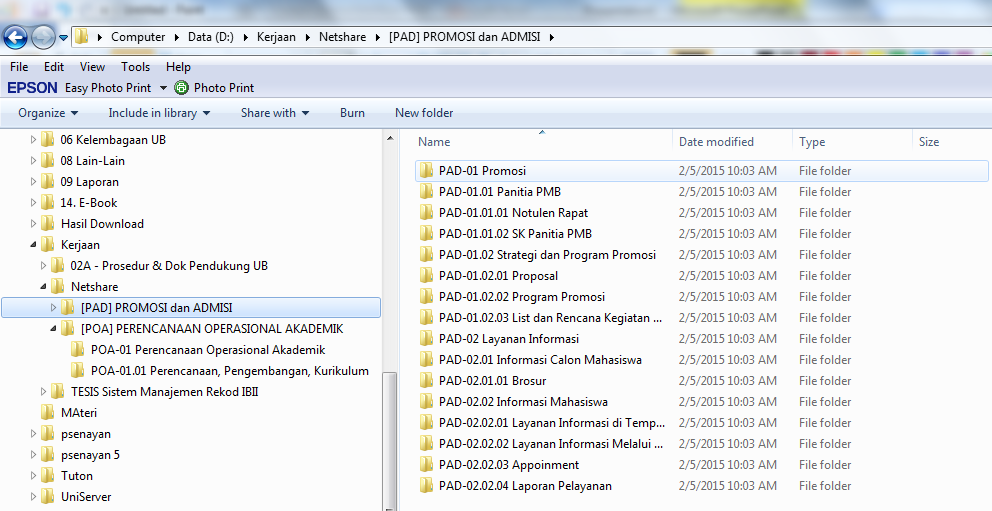 Computer Data (D:) Kerjaan Netshare [PAD] PROMOSI dan ADMISI
File Edit View Tools Help
EPSON Easy Photo Print Photo Print
Organize Include in library Share with Burn New folder
06 Kelembagaan UB
08 Lain-Lain
09 Laporan
14. E-Book
Hasil Download
Kerjaan
02A - Prosedur & Dok Pendukung UB
Netshare
[PAD] PROMOSI dan ADMISI
[POA] PERENCANAAN OPERASIONAL AKADEMIK
POA-01 Perencanaan Operasional Akademik
POA-01.01 Perencanaan, Pengembangan, Kurikulum
TESIS Sistem Manajemen Rekod IBII
MAteri
psenayan
psenayan 5
Tuton
UniServer
Name Date modified Type Size
PAD-01 Promosi 2/5/2015 10:03 AM File folder
PAD-01.01 Panitia PMB 2/5/2015 10:03 AM File folder
PAD-01.01.01 Notulen Rapat 2/5/2015 10:03 AM File folder
PAD-01.01.02 SK Panitia PMB 2/5/2015 10:03 AM File folder
PAD-01.02 Strategi dan Program Promosi 2/5/2015 10:03 AM File folder
PAD-01.02.01 Proposal 2/5/2015 10:03 AM File folder
PAD-01.02.02 Program Promosi 2/5/2015 10:03 AM File folder
PAD-01.02.03 List dan Rencana Kegiatan ... 2/5/2015 10:03 AM File folder
PAD-02 Layanan Informasi 2/5/2015 10:03 AM File folder
PAD-02.01 Informasi Calon Mahasiswa 2/5/2015 10:03 AM File folder
PAD-02.01.01 Brosur 2/5/2015 10:03 AM File folder
PAD-02.02 Informasi Mahasiswa 2/5/2015 10:03 AM File folder
PAD-02.02.01 Layanan Informasi di Temp... 2/5/2015 10:03 AM File folder
PAD-02.02.02 Layanan Informasi Melalui ... 2/5/2015 10:03 AM File folder
PAD-02.02.03 Appoinment 2/5/2015 10:03 AM File folder
PAD-02.02.04 Laporan Pelayanan 2/5/2015 10:03 AM File folder